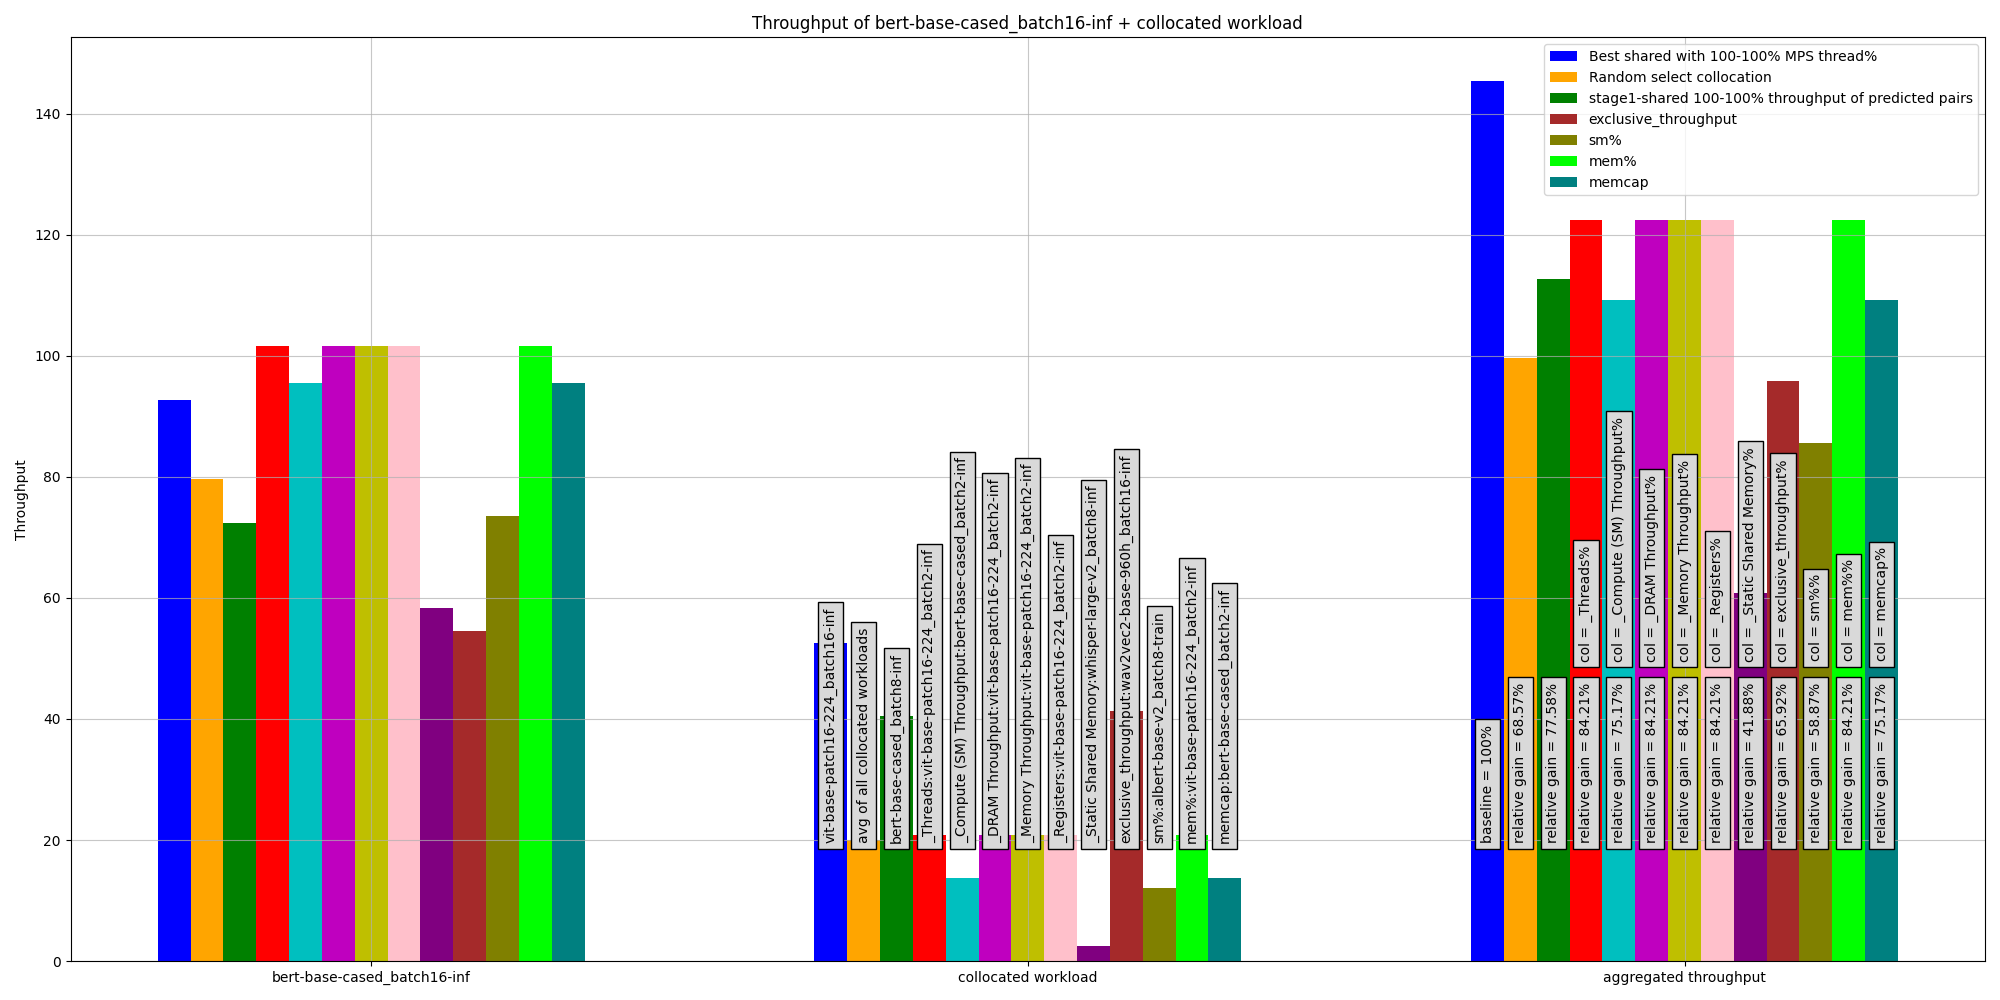 Throughput of bert-base-cased_batch16-inf + collocated workload
Best shared with 100-100% MPS thread%
Random select collocation
stage1-shared 100-100% throughput of predicted pairs
exclusive_throughput
sm%
mem%
memcap
Throughput
140
120
100
80
60
40
20
0
vit-base-patch16-224_batch16-inf
avg of all collocated workloads
bert-base-cased_batch8-inf
_Threads:vit-base-patch16-224_batch2-inf
_Compute (SM) Throughput:bert-base-cased_batch2-inf
_DRAM Throughput:vit-base-patch16-224_batch2-inf
_Memory Throughput:vit-base-patch16-224_batch2-inf
_Registers:vit-base-patch16-224_batch2-inf
_Static Shared Memory:whisper-large-v2_batch8-inf
exclusive_throughput:wav2vec2-base-960h_batch16-inf
sm%:albert-base-v2_batch8-train
mem%:vit-base-patch16-224_batch2-inf
memcap:bert-base-cased_batch2-inf
col = _Threads%
col = _Compute (SM) Throughput%
col = _DRAM Throughput%
col = _Memory Throughput%
col = _Registers%
col = _Static Shared Memory%
col = exclusive_throughput%
col = sm%%
col = mem%%
col = memcap%
baseline = 100%
relative gain = 68.57%
relative gain = 77.58%
relative gain = 84.21%
relative gain = 75.17%
relative gain = 84.21%
relative gain = 84.21%
relative gain = 84.21%
relative gain = 41.88%
relative gain = 65.92%
relative gain = 58.87%
relative gain = 84.21%
relative gain = 75.17%
bert-base-cased_batch16-inf
collocated workload
aggregated throughput